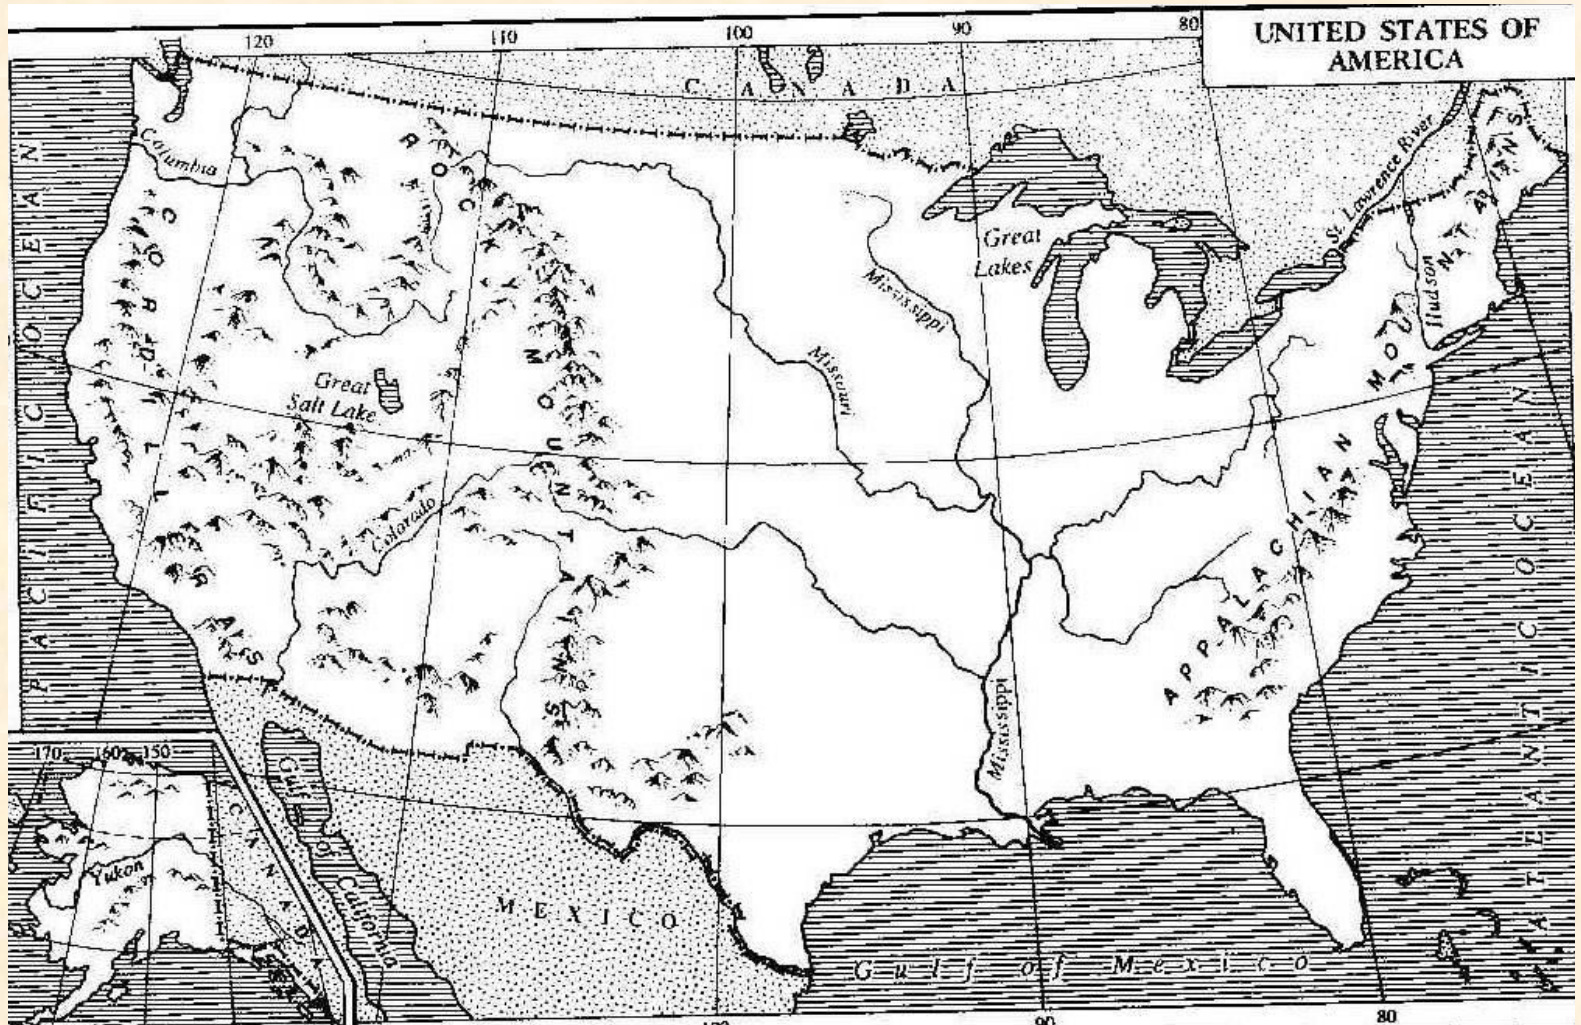 120
110
100
90
80
UNITED STATES OF
AMERICA
CANADA
PACIFIC OCEAN
Columbia
CORDILLERAS
ROCKY MOUNTAINS
Great
Salt Lake
Colorado
Missouri
Mississippi
Great
Lakes
St. Lawrence River
Hudson
APPALACHIAN MOUNTAINS
ATLANTIC OCEAN
Mississippi
Gulf of California
MEXICO
Gulf of Mexico
170
160
150
CANADA
Yukon
90
80